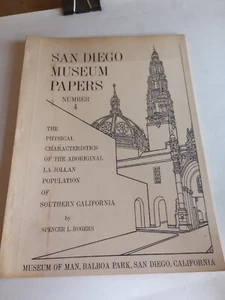 SAN DIEGO
MUSEUM
PAPERS
NUMBER
4
THE
PHYSICAL
CHARACTERISTICS
OF THE ABORIGINAL
LA JOLLAN
POPULATION
OF
SOUTHERN CALIFORNIA
by
SPENCER L. ROGERS
MUSEUM OF MAN, BALBOA PARK, SAN DIEGO, CALIFORNIA